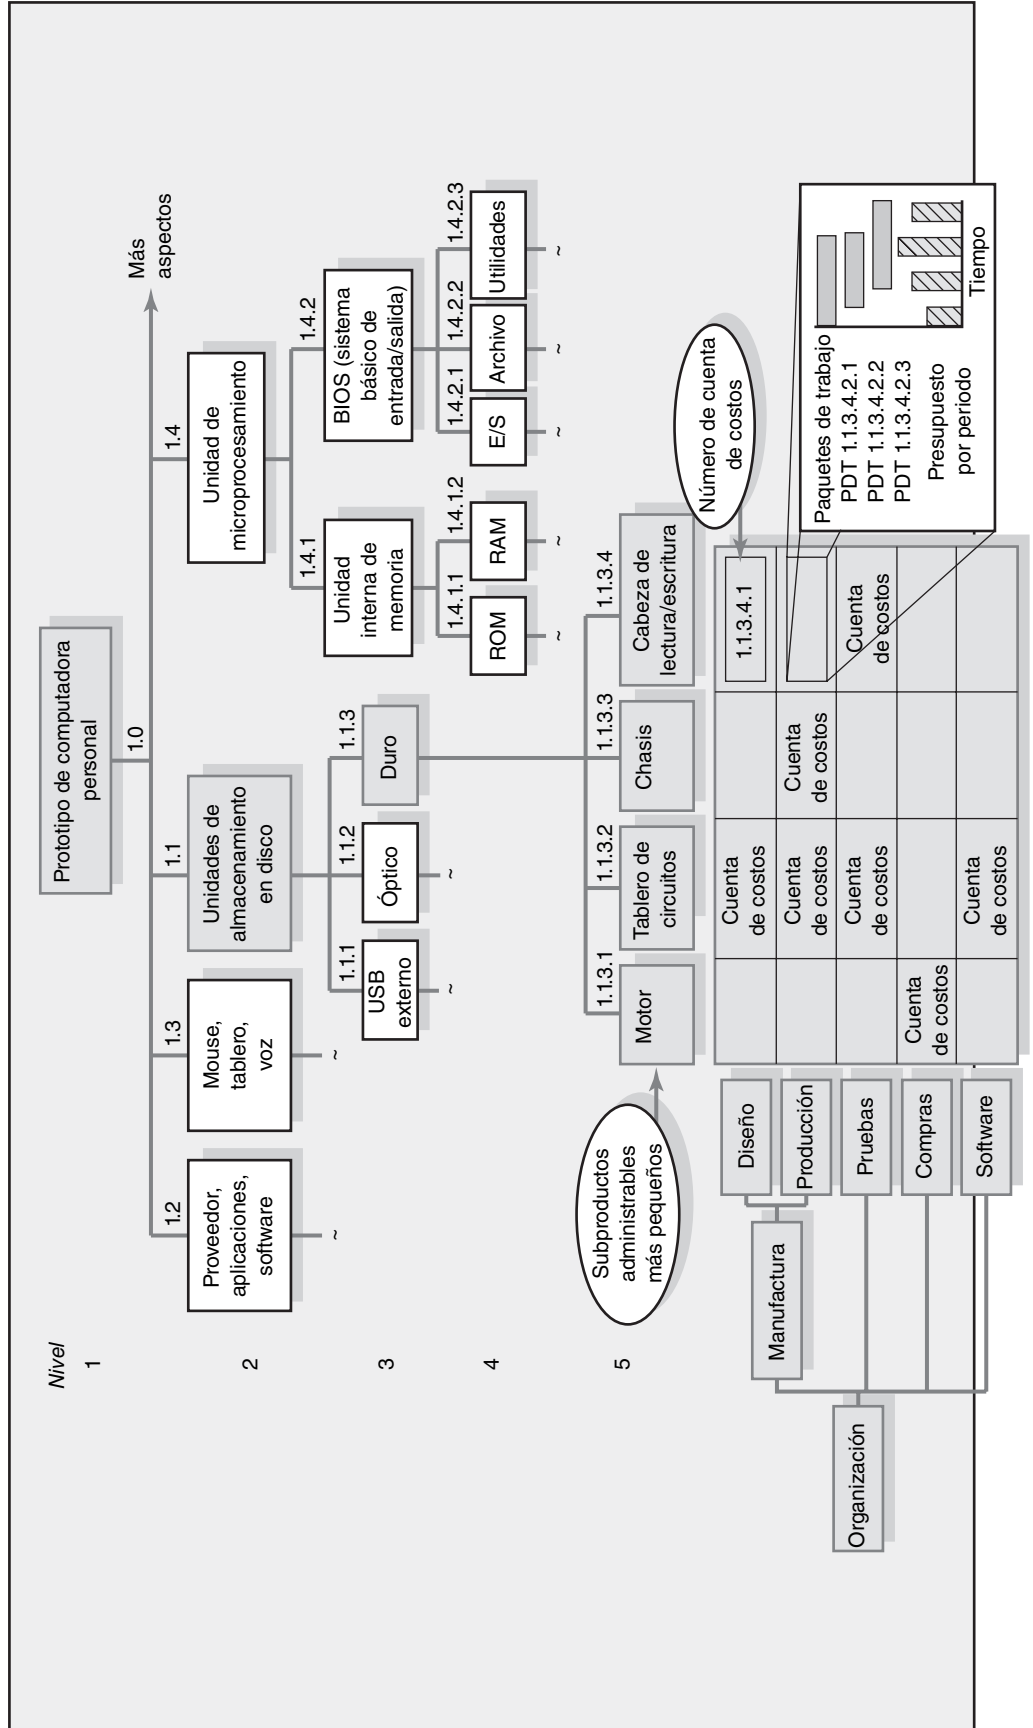 Nivel
1
2
3
4
5
Prototipo de computadora
personal
1.0
Más
aspectos
1.2
Proveedor,
aplicaciones,
software
~
1.3
Mouse,
tablero,
voz
~
1.1
Unidades de
almacenamiento
en disco
1.4
Unidad de
microprocesamiento
1.1.1
USB
externo
~
1.1.2
Óptico
~
1.1.3
Duro
1.4.1
Unidad
interna de
memoria
1.4.2
BIOS (sistema
básico de
entrada/salida)
1.4.1.1
ROM
~
1.4.1.2
RAM
~
1.4.2.1
E/S
~
1.4.2.2
Archivo
~
1.4.2.3
Utilidades
~
Subproductos
administrables
más pequeños
1.1.3.1
Motor
1.1.3.2
Tablero de
circuitos
1.1.3.3
Chasis
1.1.3.4
Cabeza de
lectura/escritura
Número de cuenta
de costos
Organización
Manufactura
Diseño
Cuenta
de costos
1.1.3.4.1
Producción
Cuenta
de costos
Cuenta
de costos
Pruebas
Cuenta
de costos
Cuenta
de costos
Compras
Cuenta
de costos
Software
Cuenta
de costos
Paquetes de trabajo
PDT 1.1.3.4.2.1
PDT 1.1.3.4.2.2
PDT 1.1.3.4.2.3
Presupuesto
por periodo
Tiempo